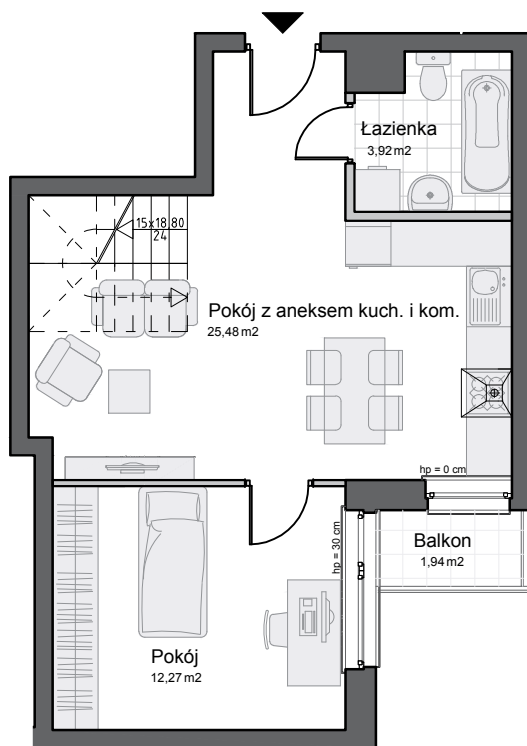 Łazienka
3,92 m2
15x18,80
24
Pokój z aneksem kuch. i kom.
25,48 m2
hp = 0 cm
hp = 30 cm
Balkon
1,94 m2
Pokój
12,27 m2